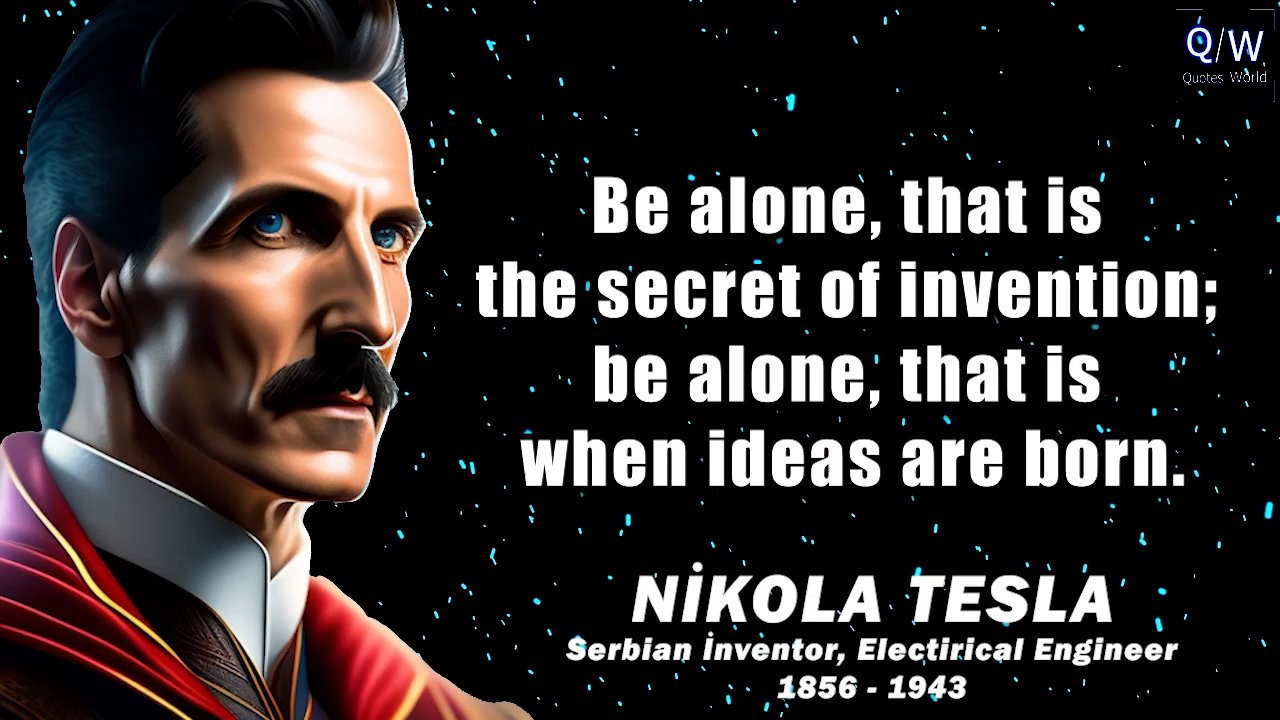 Q/W
Quotes World
Be alone, that is
the secret of invention;
be alone, that is
when ideas are born.
NİKOLA TESLA
Serbian İnventor, Electirical Engineer
1856 - 1943